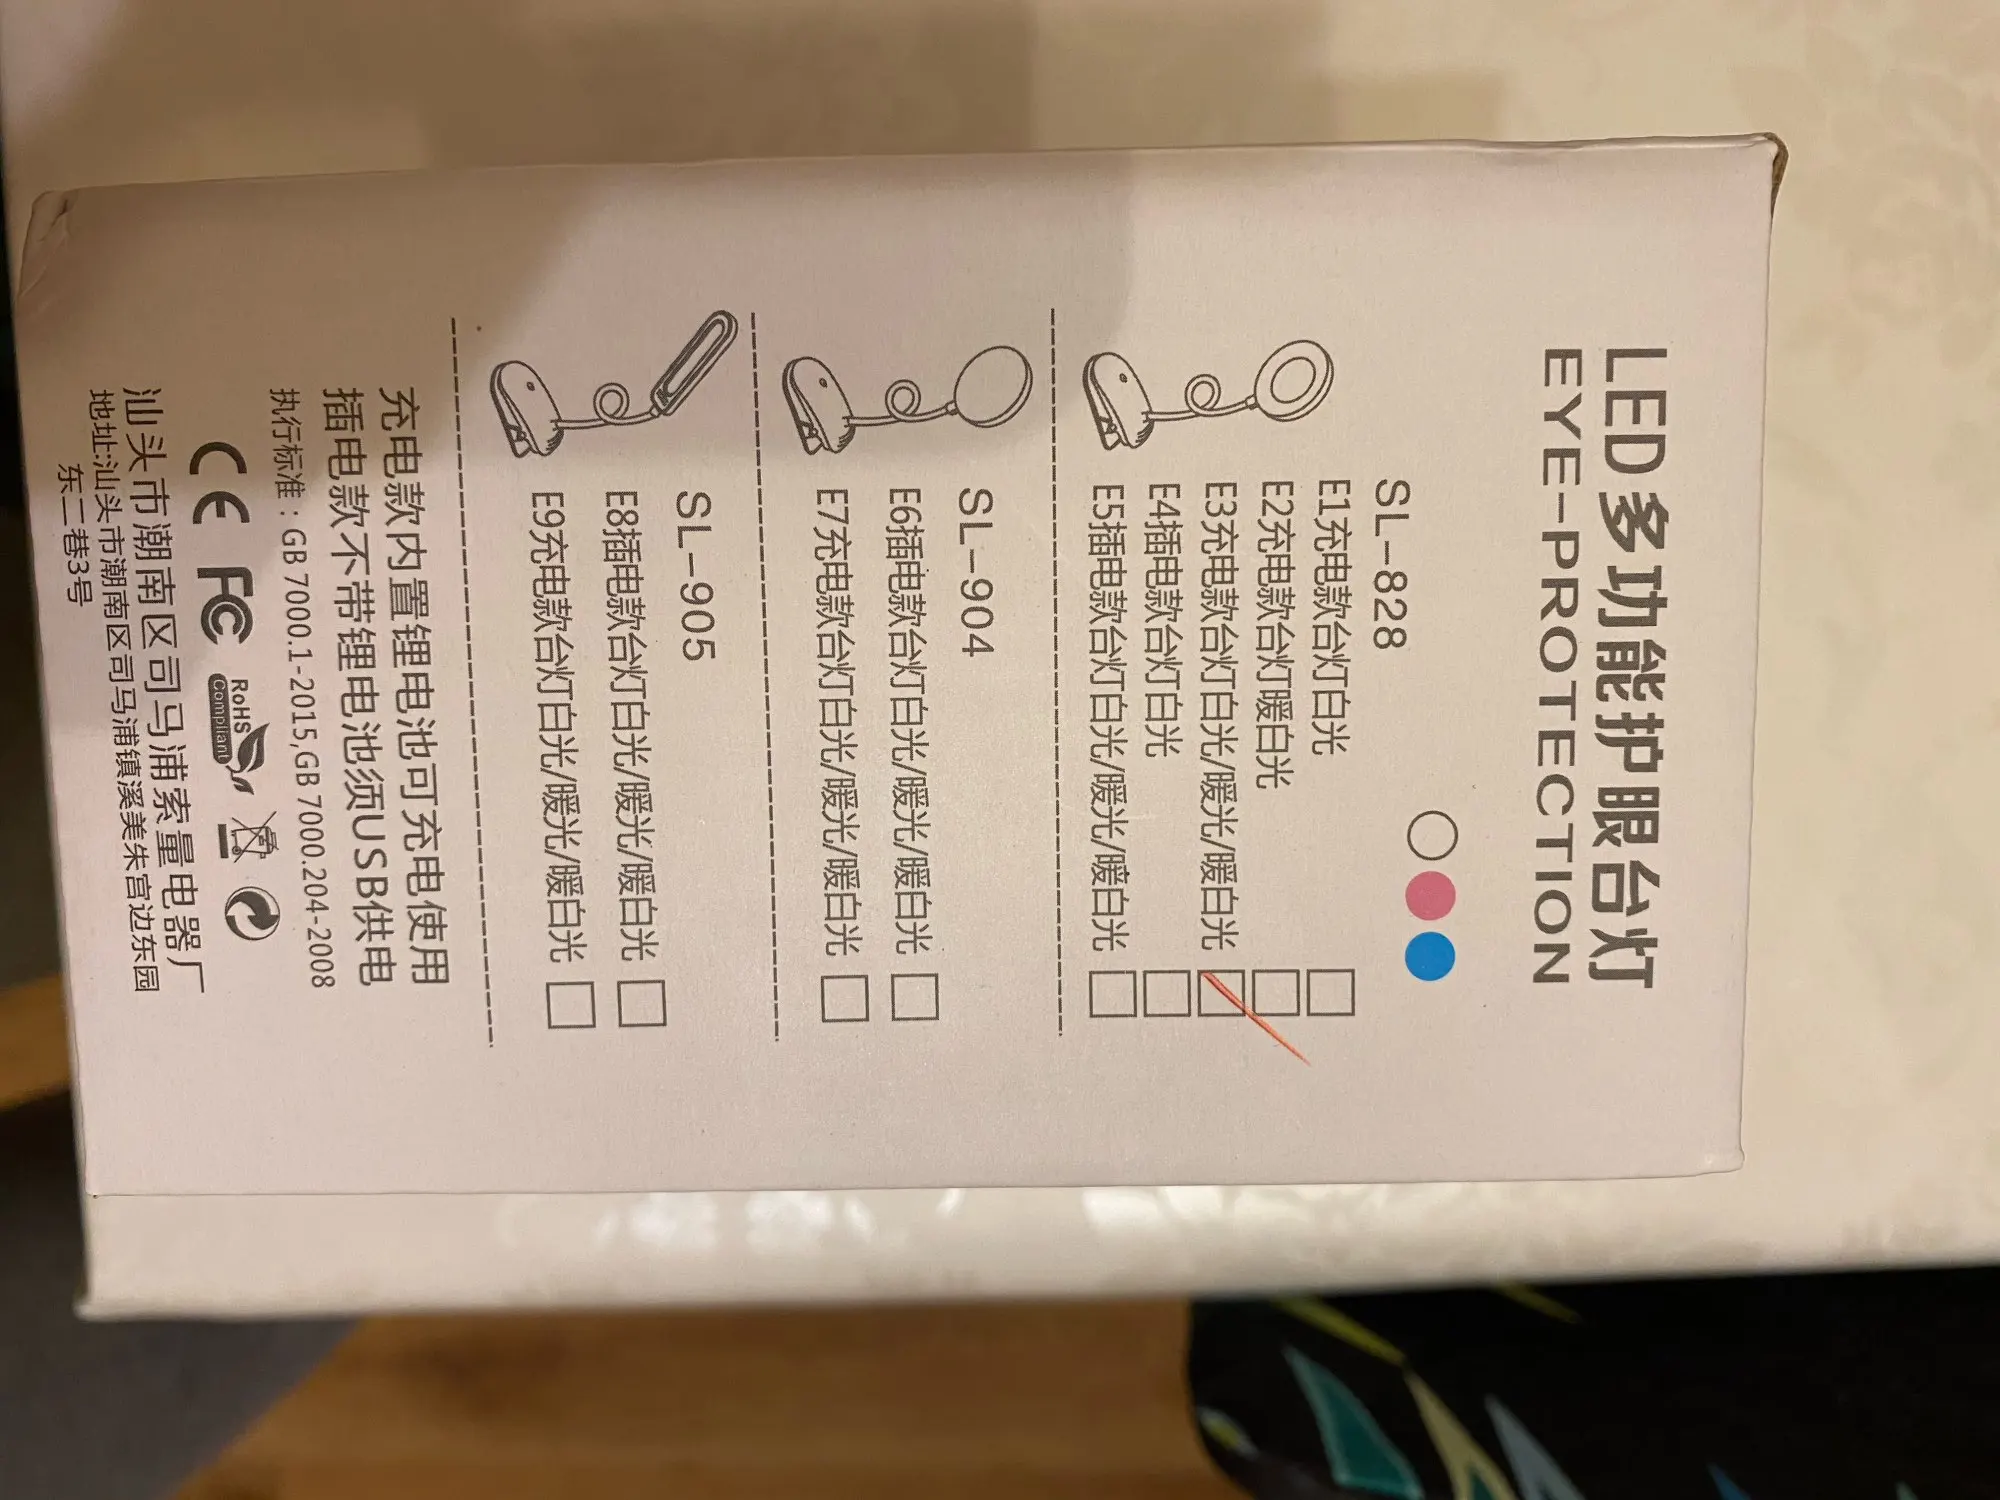 LED多功能护眼台灯
EYE-PROTECTION
SL-828
E1充电款台灯白光
E2充电款台灯暖白光
E3充电款台灯白光/暖光/暖白光
E4插电款台灯白光
E5插电款台灯白光/暖光/暖白光
SL-904
E6插电款台灯白光/暖光/暖白光
E7充电款台灯白光/暖光/暖白光
SL-905
E8插电款台灯白光/暖光/暖白光
E9充电款台灯白光/暖光/暖白光
充电款内置锂电池可充电使用
插电款不带锂电池须USB供电
执行标准：GB 7000.1-2015,GB 7000.204-2008
CE FC RoHS
Compliant
汕头市潮南区司马浦索量电器厂
地址:汕头市潮南区司马浦镇溪美朱宫边东园
东二巷3号